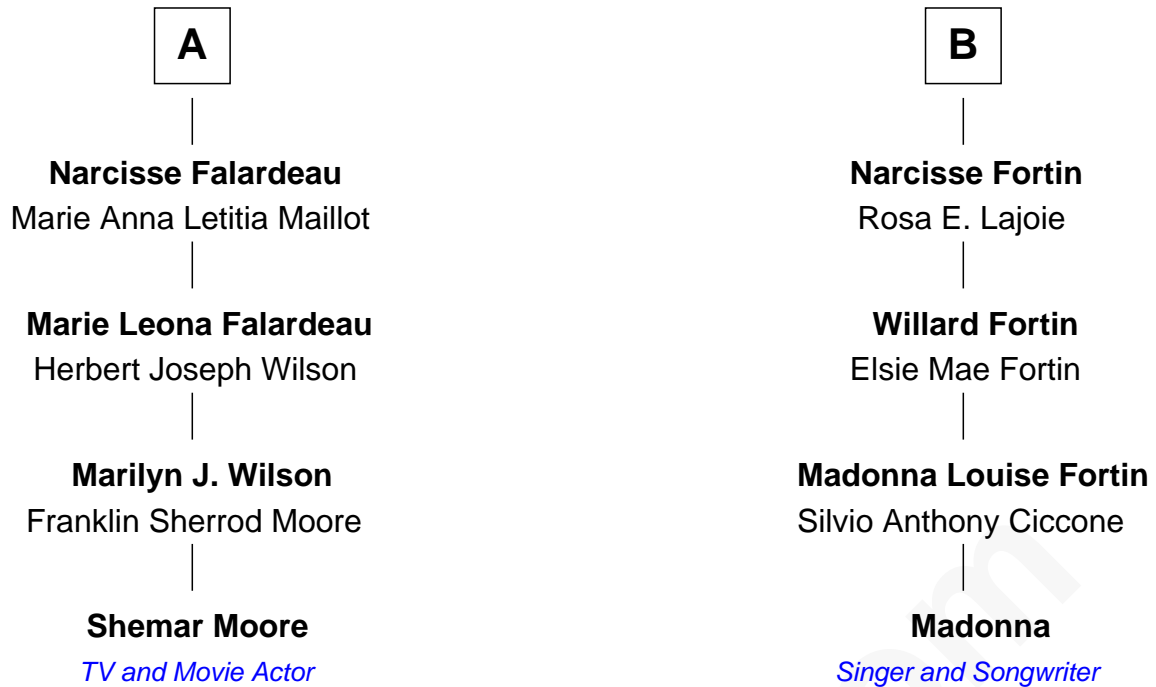 A
Narcisse Falardeau
Marie Anna Letitia Maillot
Marie Leona Falardeau
Herbert Joseph Wilson
Marilyn J. Wilson
Franklin Sherrod Moore
Shemar Moore
TV and Movie Actor
B
Narcisse Fortin
Rosa E. Lajoie
Willard Fortin
Elsie Mae Fortin
Madonna Louise Fortin
Silvio Anthony Ciccone
Madonna
Singer and Songwriter
om